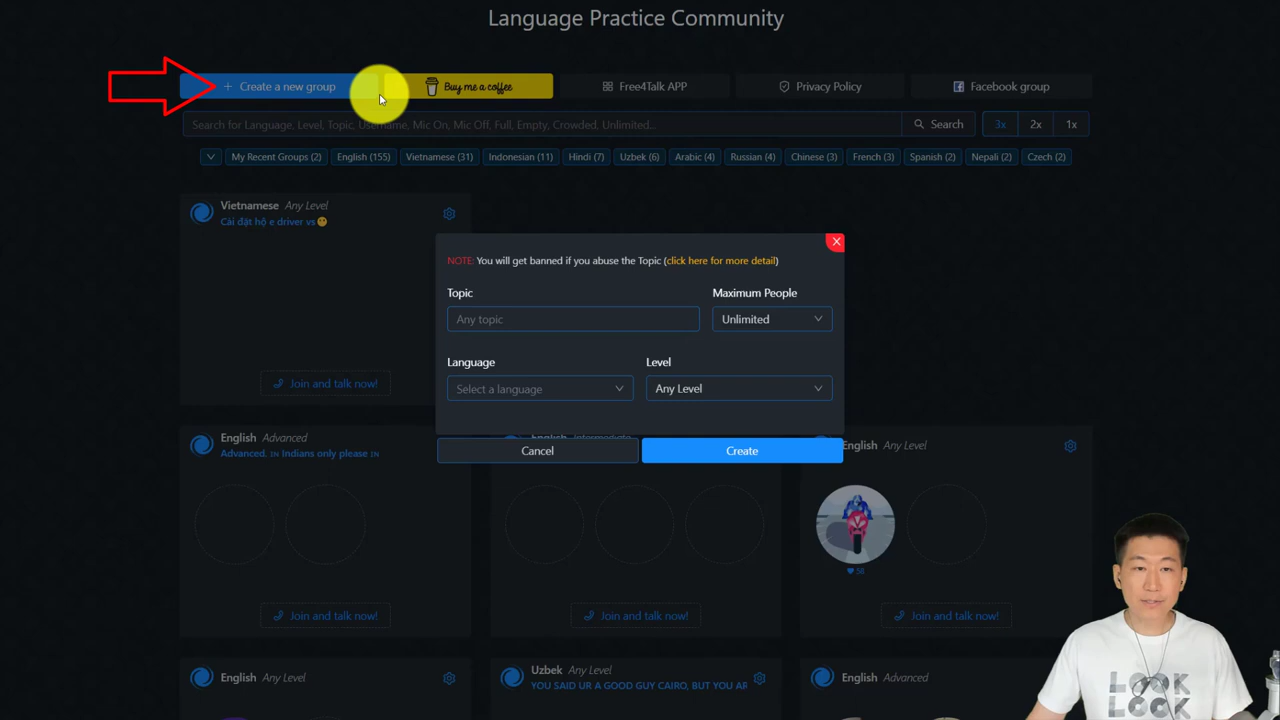 Language Practice Community
+ Create a new group
Buy me a coffee
Free4Talk APP
Privacy Policy
Facebook group
Search for Language, Level, Topic, Username, Mic On, Mic Off, Full, Empty, Crowded, Unlimited...
Search
3x 2x 1x
My Recent Groups (2) English (155) Vietnamese (31) Indonesian (11) Hindi (7) Uzbek (6) Arabic (4) Russian (4) Chinese (3) French (3) Spanish (2) Nepali (2) Czech (2)
Vietnamese Any Level
Cài đặt hộ e driver vs
Join and talk now!
X
NOTE: You will get banned if you abuse the Topic (click here for more detail)
Topic
Any topic
Maximum People
Unlimited
Language
Select a language
Level
Any Level
Cancel
Create
English Advanced
Advanced. IN Indians only please IN
Join and talk now!
English Intermediate
Join and talk now!
English Any Level
58
Join and talk now!
English Any Level
Uzbek Any Level
YOU SAID UR A GOOD GUY CAIRO, BUT YOU AR
English Advanced
LOOK
LOOK